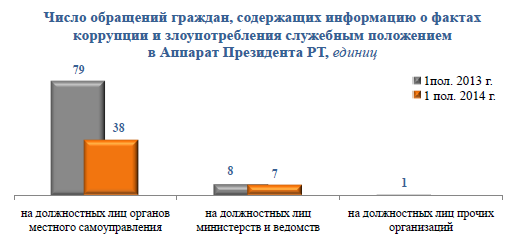 Число обращений граждан, содержащих информацию о фактах
коррупции и злоупотребления служебным положением
в Аппарат Президента РТ, единиц
1пол. 2013 г.
1 пол. 2014 г.
79
38
8
7
1
на должностных лиц органов
местного самоуправления
на должностных лиц
министерств и ведомств
на должностных лиц прочих
организаций